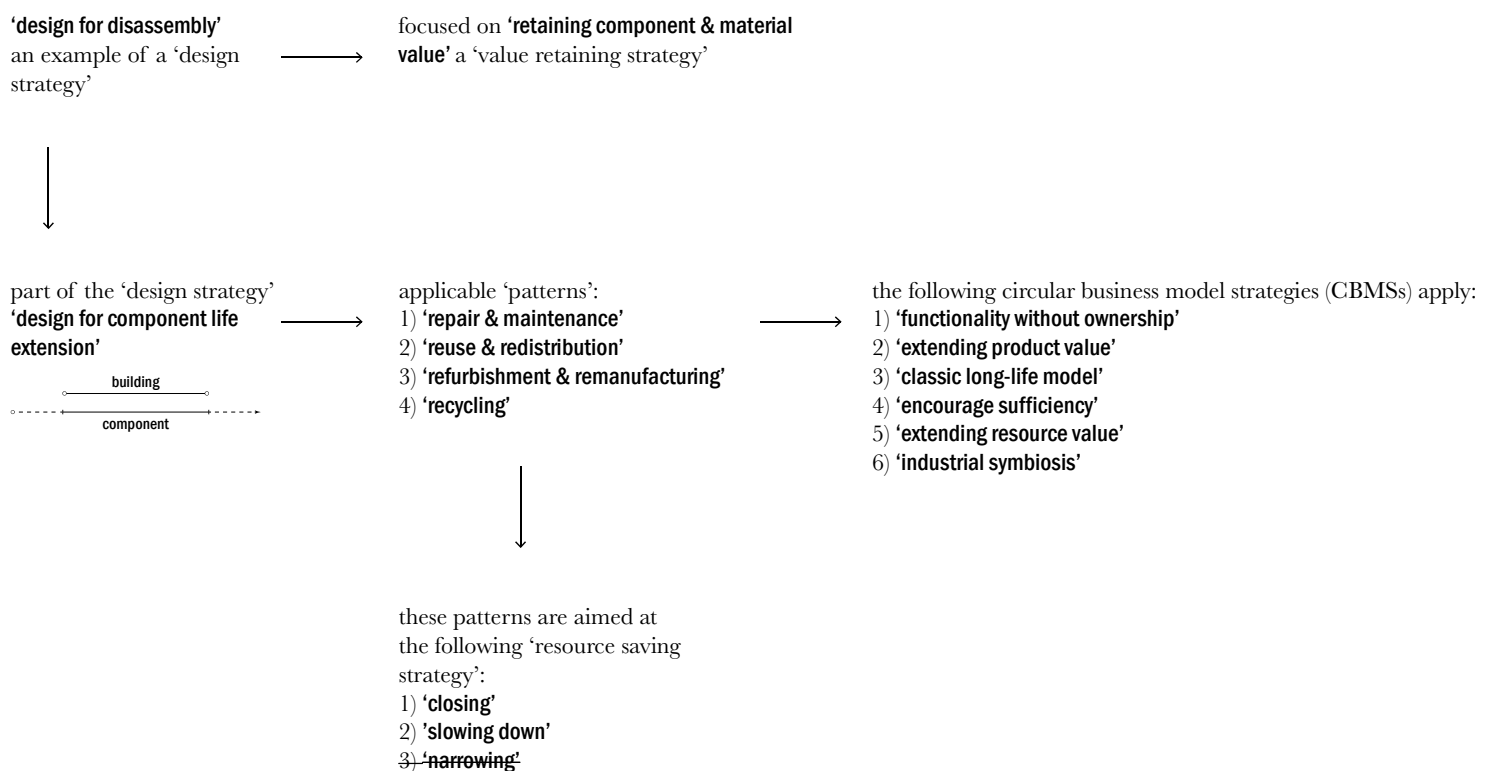 ‘design for disassembly’
an example of a ‘design
strategy’
focused on ‘retaining component & material
value’ a ‘value retaining strategy’
part of the ‘design strategy’
‘design for component life
extension’
building
component
applicable ‘patterns’:
1) ‘repair & maintenance’
2) ‘reuse & redistribution’
3) ‘refurbishment & remanufacturing’
4) ‘recycling’
the following circular business model strategies (CBMSs) apply:
1) ‘functionality without ownership’
2) ‘extending product value’
3) ‘classic long-life model’
4) ‘encourage sufficiency’
5) ‘extending resource value’
6) ‘industrial symbiosis’
these patterns are aimed at
the following ‘resource saving
strategy’:
1) ‘closing’
2) ’slowing down’
3) ‘narrowing’